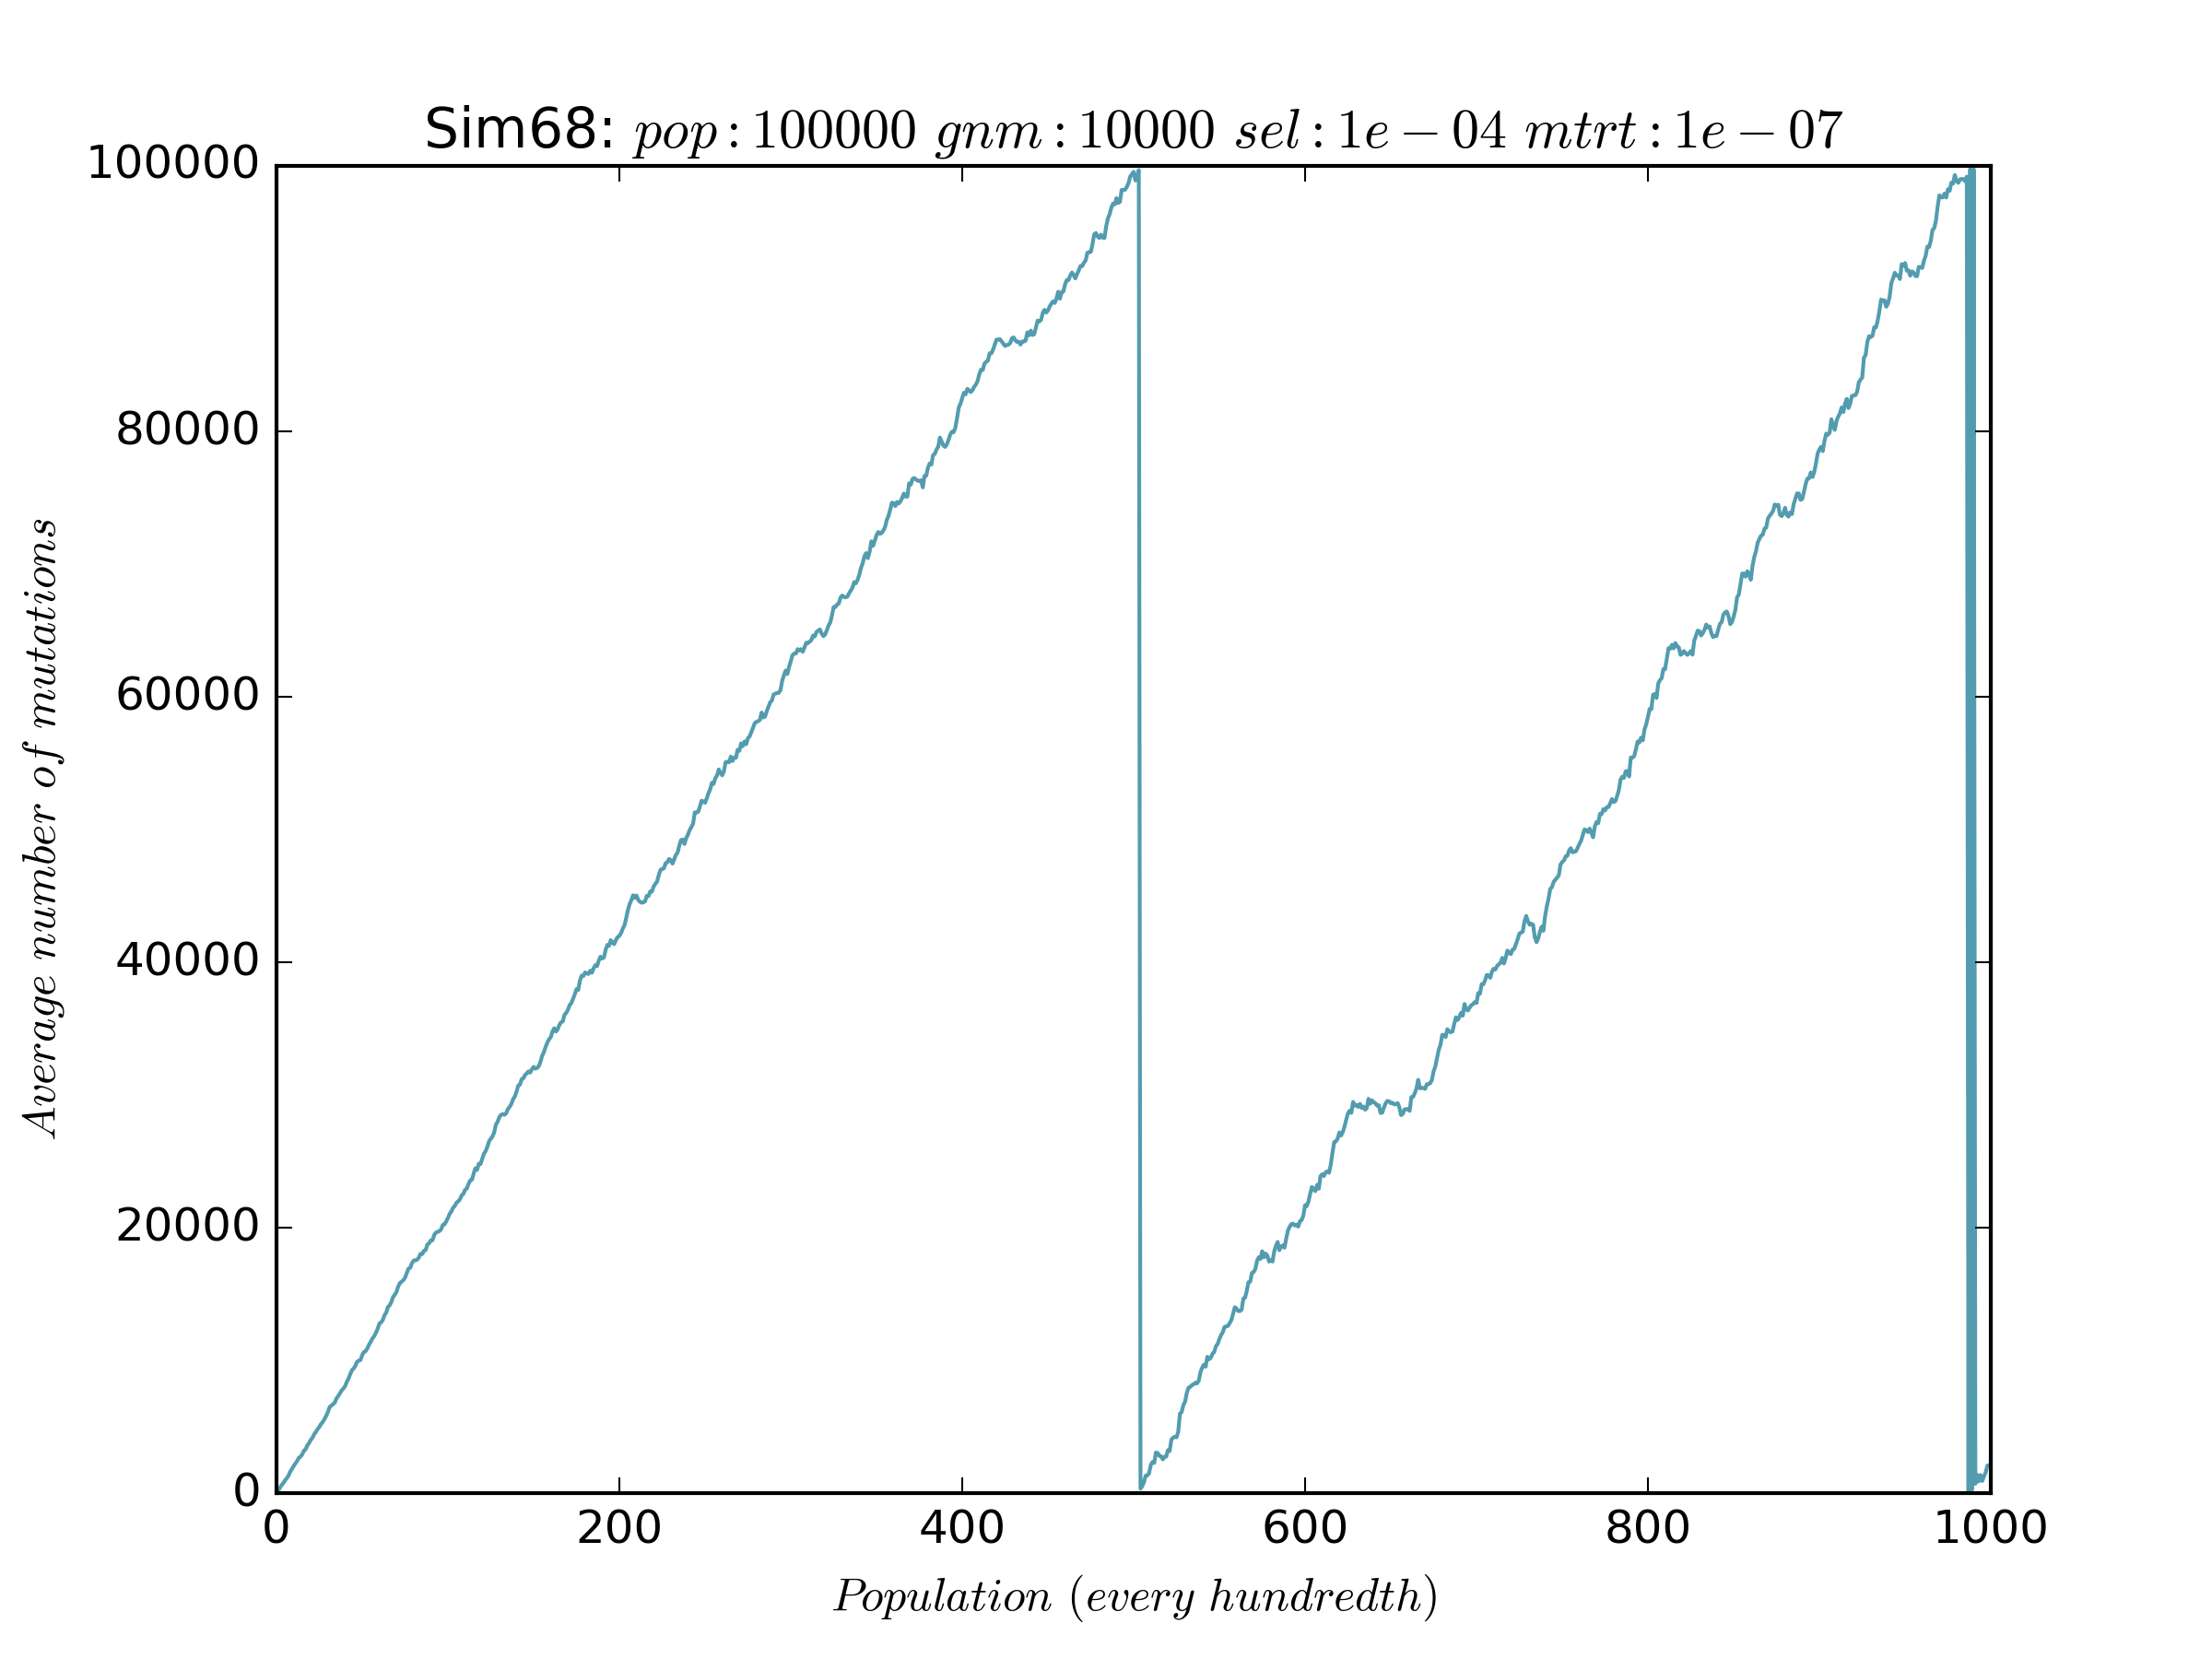 Sim68: pop : 100000 gnm : 10000 sel : 1e − 04 mtrt : 1e − 07
100000
80000
60000
40000
20000
0
Average number of mutations
0 200 400 600 800 1000
Population (every hundredth)